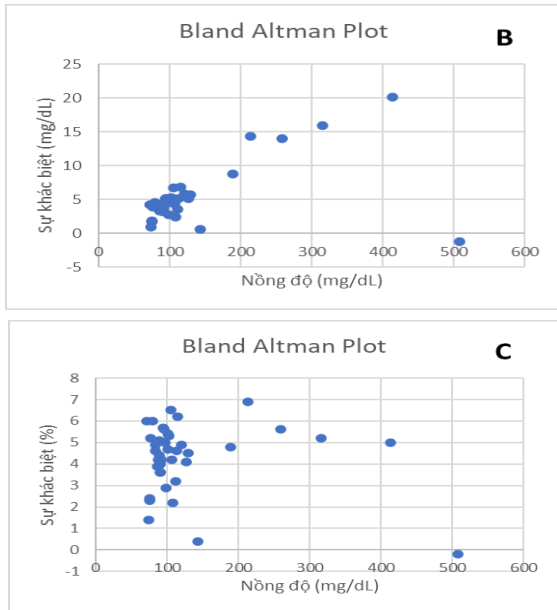 Bland Altman Plot
B
Sự khác biệt (mg/dL)
25
20
15
10
5
0
-5
0 100 200 300 400 500 600
Nồng độ (mg/dL)
Bland Altman Plot
C
Sự khác biệt (%)
8
7
6
5
4
3
2
1
0
-1
0 100 200 300 400 500 600
Nồng độ (mg/dL)